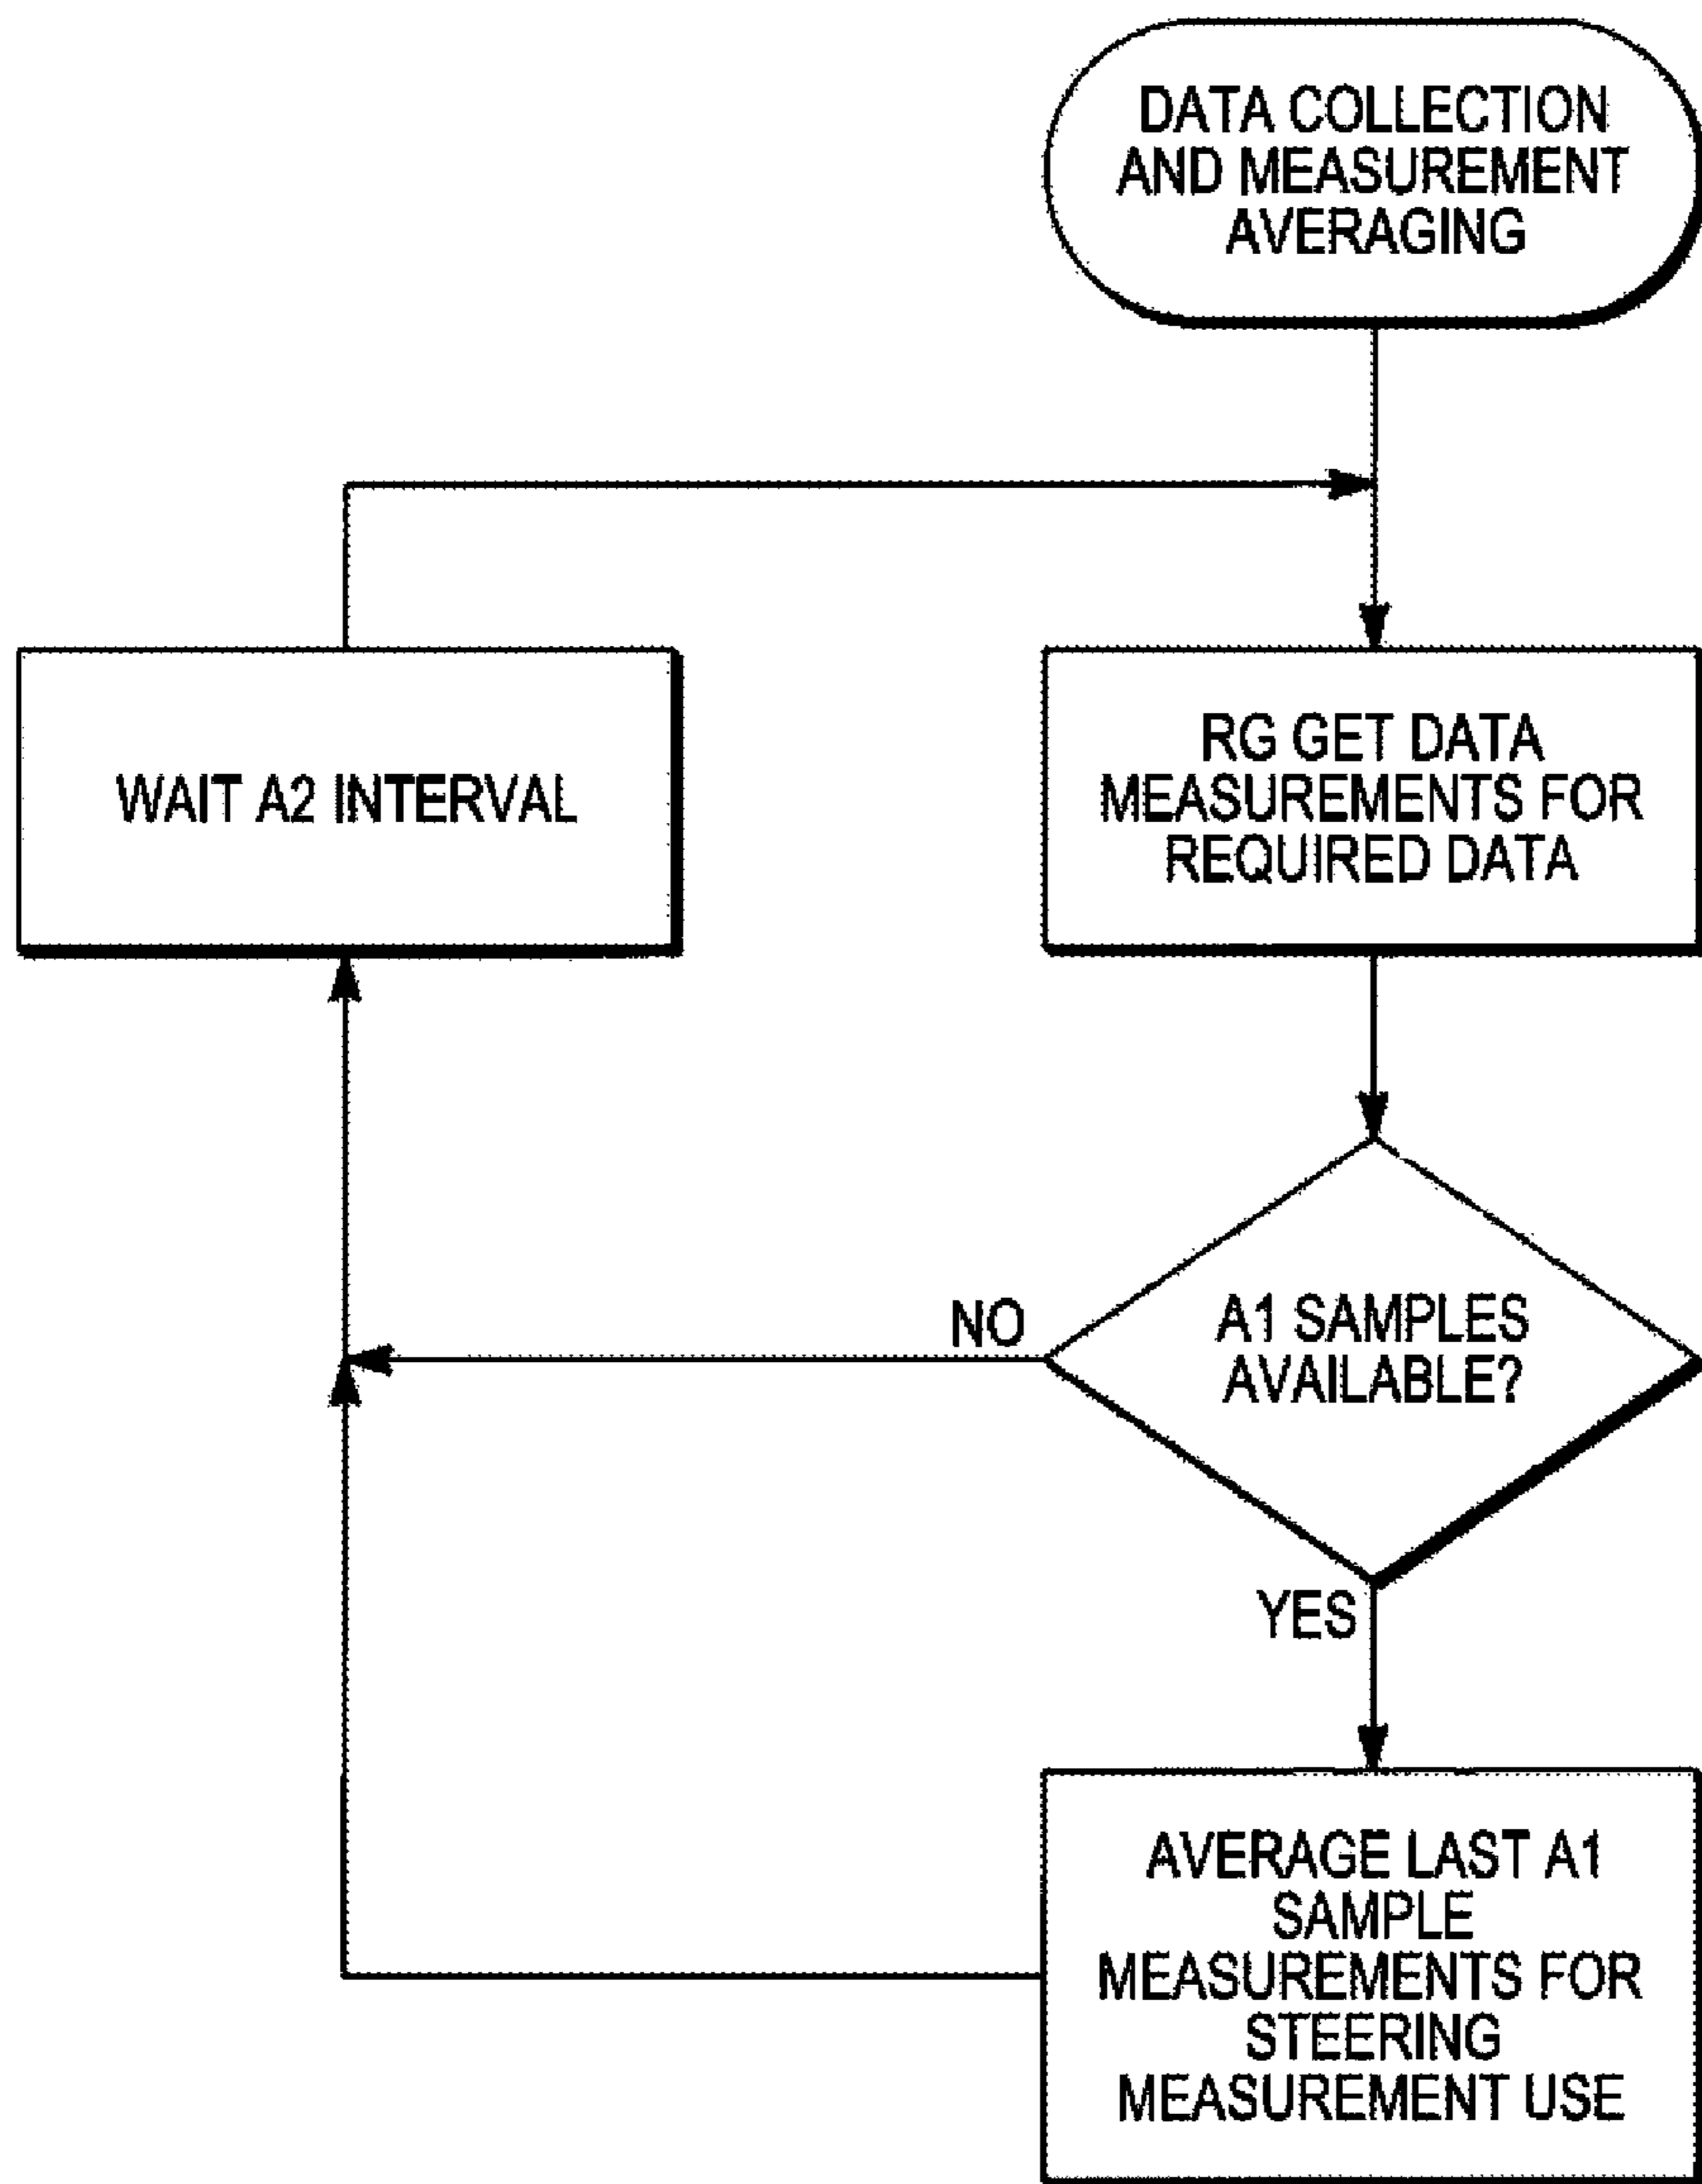 DATA COLLECTION
AND MEASUREMENT
AVERAGING
WAIT A2 INTERVAL
RG GET DATA
MEASUREMENTS FOR
REQUIRED DATA
NO
A1 SAMPLES
AVAILABLE?
YES
AVERAGE LAST A1
SAMPLE
MEASUREMENTS FOR
STEERING
MEASUREMENT USE